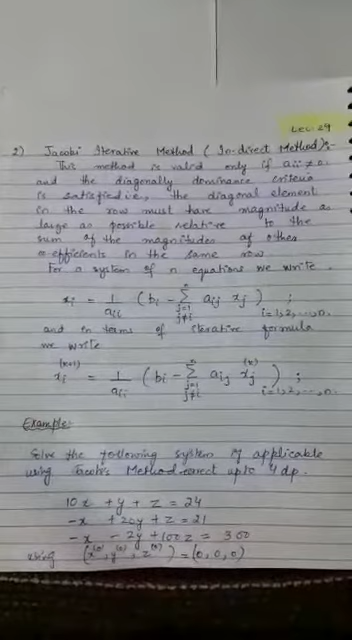 Lec: 29
2) Jacobi Iterative Method (In-direct Method):-
This method is valid only if aii ≠ 0.
and the diagonally dominance criteria
is satisfied i.e., the diagonal element
in the row must have magnitude as
large as possible relative to the
sum of the magnitudes of other
co-efficients in the same row
For a system of n equations we write.
xi = 1/aii (bi - Σ_{j=1, j≠i}^{n} aij xj) ; i=1,2,...,n.
and in terms of iterative formula
we write
xi^(k+1) = 1/aii (bi - Σ_{j=1, j≠i}^{n} aij xj^(k)) ; i=1,2,...,n.
Example:
Solve the following system if applicable
using Jacobi's Method correct upto 4 dp.
10x + y + z = 24
-x + 20y + z = 21
-x - 2y + 100z = 300
using (x^(0), y^(0), z^(0)) = (0,0,0)